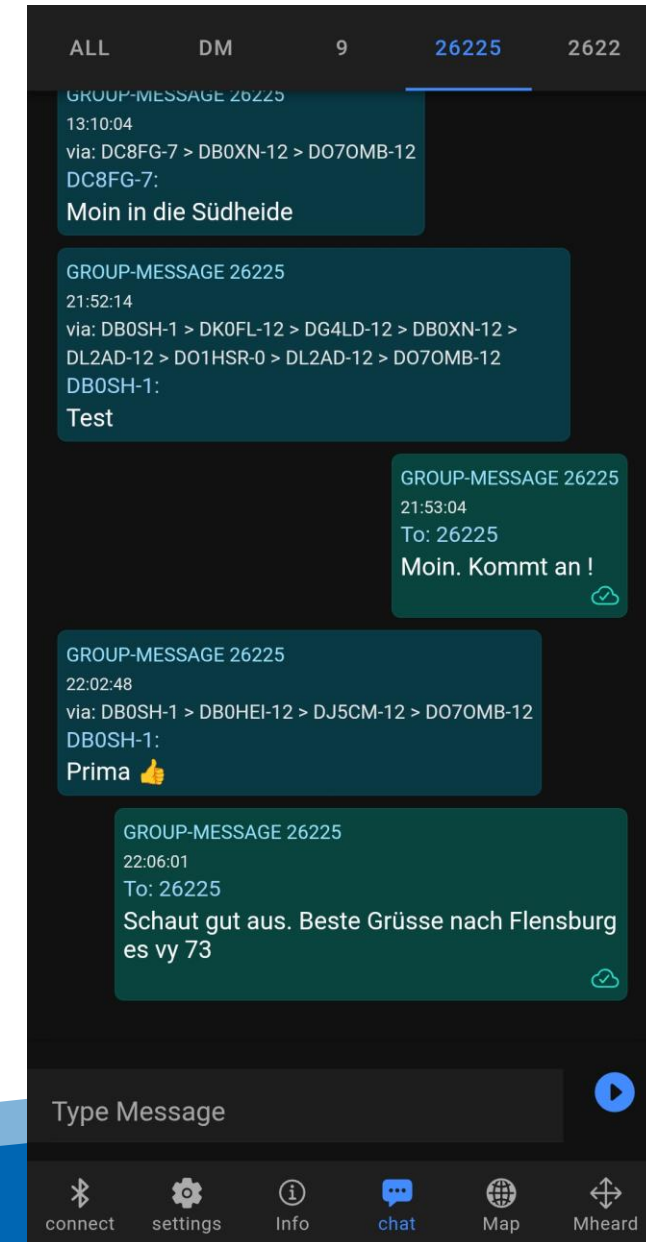 ALL DM 9 26225 2622
GROUP-MESSAGE 26225
13:10:04
via: DC8FG-7 > DB0XN-12 > DO7OMB-12
DC8FG-7:
Moin in die Südheide
GROUP-MESSAGE 26225
21:52:14
via: DB0SH-1 > DK0FL-12 > DG4LD-12 > DB0XN-12 >
DL2AD-12 > DO1HSR-0 > DL2AD-12 > DO7OMB-12
DB0SH-1:
Test
GROUP-MESSAGE 26225
21:53:04
To: 26225
Moin. Kommt an !
GROUP-MESSAGE 26225
22:02:48
via: DB0SH-1 > DB0HEI-12 > DJ5CM-12 > DO7OMB-12
DB0SH-1:
Prima 👍
GROUP-MESSAGE 26225
22:06:01
To: 26225
Schaut gut aus. Beste Grüsse nach Flensburg
es vy 73
Type Message
connect settings Info chat Map Mheard